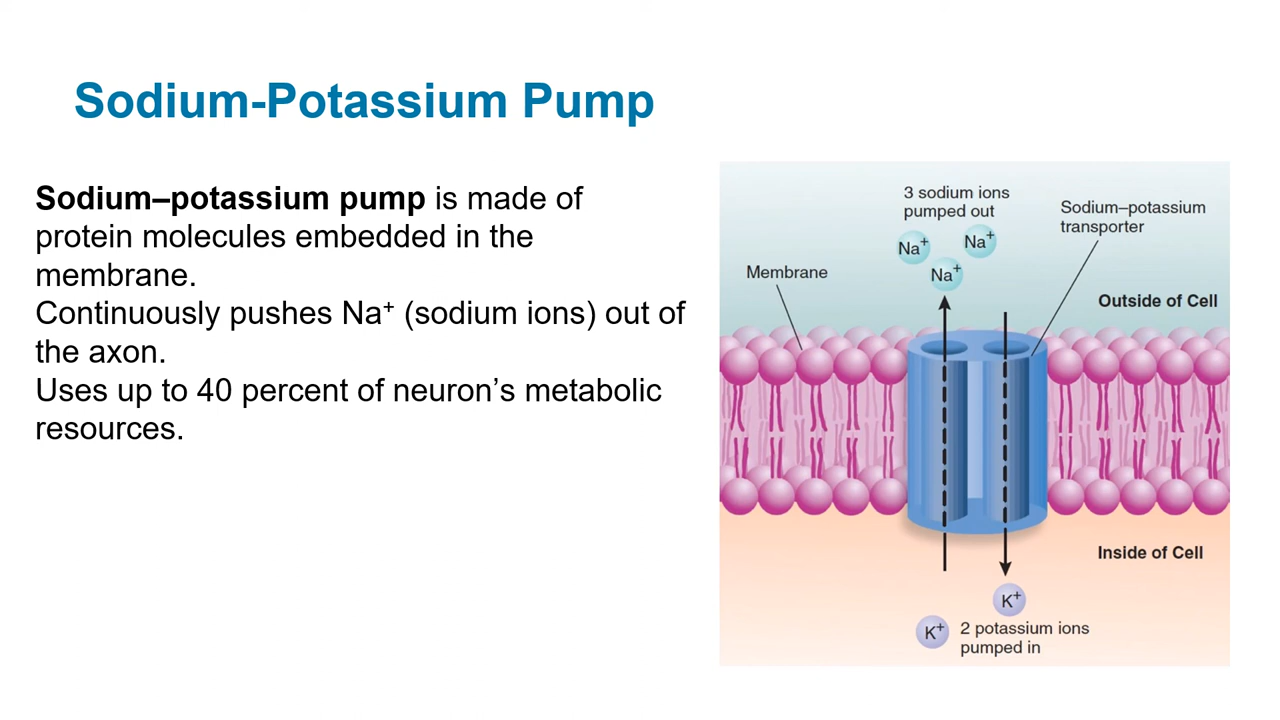 Sodium-Potassium Pump
Sodium–potassium pump is made of
protein molecules embedded in the
membrane.
Continuously pushes Na⁺ (sodium ions) out of
the axon.
Uses up to 40 percent of neuron’s metabolic
resources.
3 sodium ions
pumped out
Sodium–potassium
transporter
Na⁺
Na⁺
Na⁺
Membrane
Outside of Cell
Inside of Cell
K⁺
K⁺
2 potassium ions
pumped in